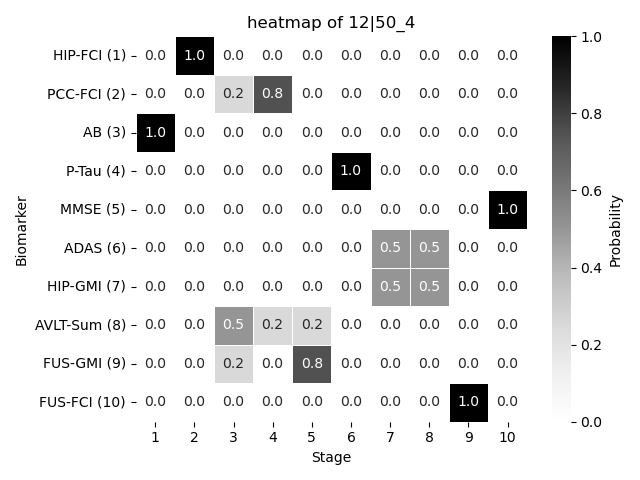 heatmap of 12|50_4
HIP-FCI (1) 0.0 1.0 0.0 0.0 0.0 0.0 0.0 0.0 0.0 0.0
PCC-FCI (2) 0.0 0.0 0.2 0.8 0.0 0.0 0.0 0.0 0.0 0.0
AB (3) 1.0 0.0 0.0 0.0 0.0 0.0 0.0 0.0 0.0 0.0
P-Tau (4) 0.0 0.0 0.0 0.0 0.0 1.0 0.0 0.0 0.0 0.0
MMSE (5) 0.0 0.0 0.0 0.0 0.0 0.0 0.0 0.0 0.0 1.0
ADAS (6) 0.0 0.0 0.0 0.0 0.0 0.0 0.5 0.5 0.0 0.0
HIP-GMI (7) 0.0 0.0 0.0 0.0 0.0 0.0 0.5 0.5 0.0 0.0
AVLT-Sum (8) 0.0 0.0 0.5 0.2 0.2 0.0 0.0 0.0 0.0 0.0
FUS-GMI (9) 0.0 0.0 0.2 0.0 0.8 0.0 0.0 0.0 0.0 0.0
FUS-FCI (10) 0.0 0.0 0.0 0.0 0.0 0.0 0.0 0.0 1.0 0.0
1 2 3 4 5 6 7 8 9 10
Stage
Biomarker
1.0
0.8
0.6
0.4
0.2
0.0
Probability